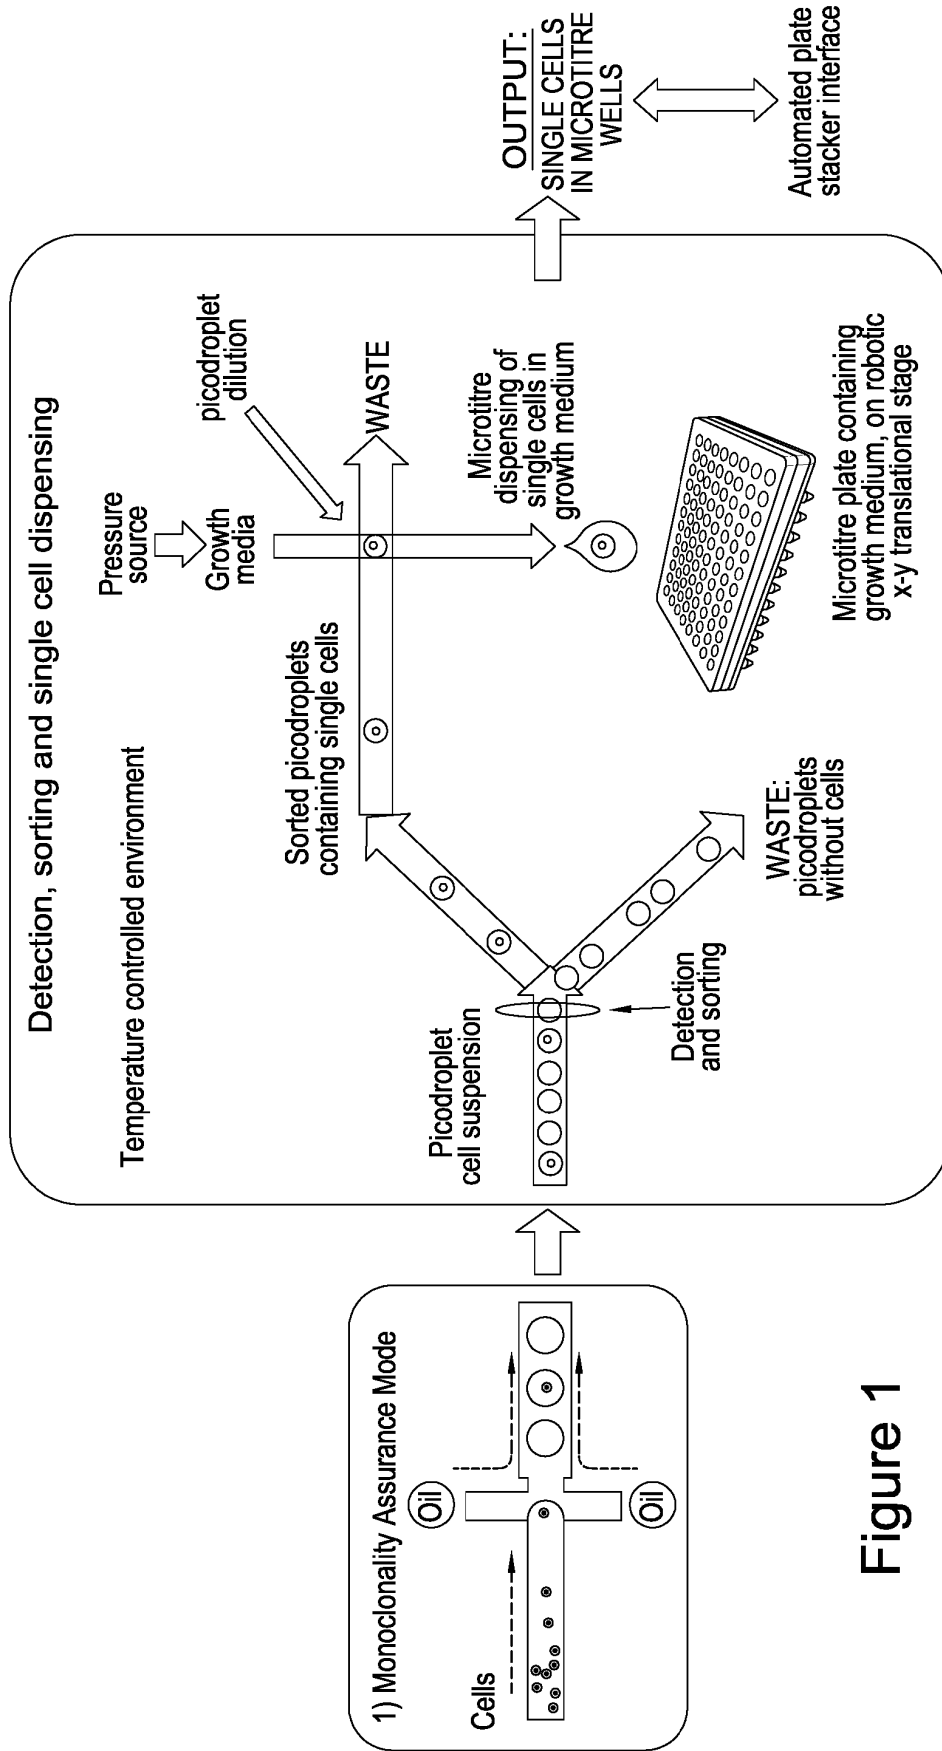 Detection, sorting and single cell dispensing
Temperature controlled environment
1) Monoclonality Assurance Mode
Cells
Oil
Oil
Picodroplet
cell suspension
Detection
and sorting
Sorted picodroplets
containing single cells
WASTE:
picodroplets
without cells
Pressure
source
Growth
media
picodroplet
dilution
WASTE
Microtitre
dispensing of
single cells in
growth medium
Microtitre plate containing
growth medium, on robotic
x-y translational stage
OUTPUT:
SINGLE CELLS
IN MICROTITRE
WELLS
Automated plate
stacker interface
Figure 1